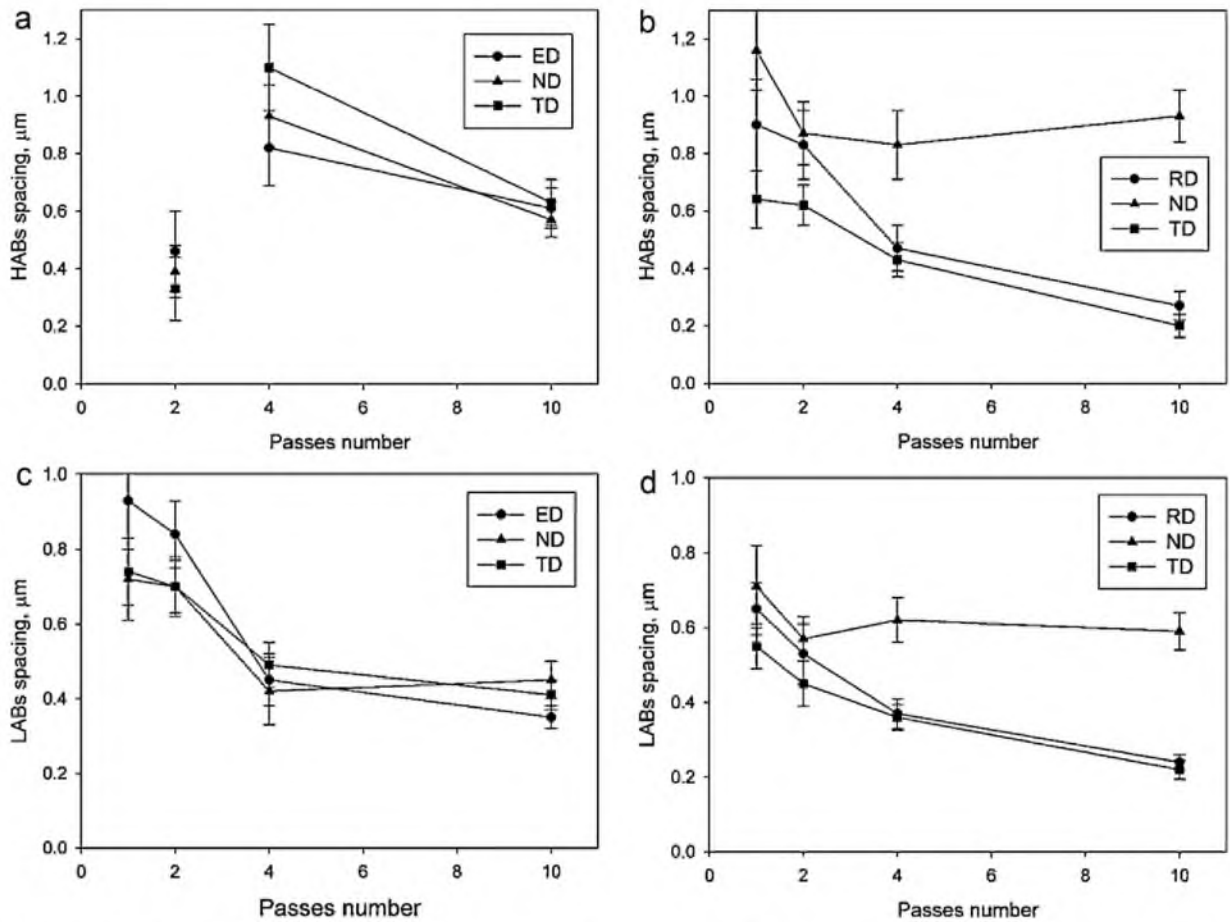 a
HABs spacing, μm
1.2
1.0
0.8
0.6
0.4
0.2
0.0
0 2 4 6 8 10
Passes number
ED
ND
TD
b
HABs spacing, μm
1.2
1.0
0.8
0.6
0.4
0.2
0.0
0 2 4 6 8 10
Passes number
RD
ND
TD
c
LABs spacing, μm
1.0
0.8
0.6
0.4
0.2
0.0
0 2 4 6 8 10
Passes number
ED
ND
TD
d
LABs spacing, μm
1.0
0.8
0.6
0.4
0.2
0.0
0 2 4 6 8 10
Passes number
RD
ND
TD